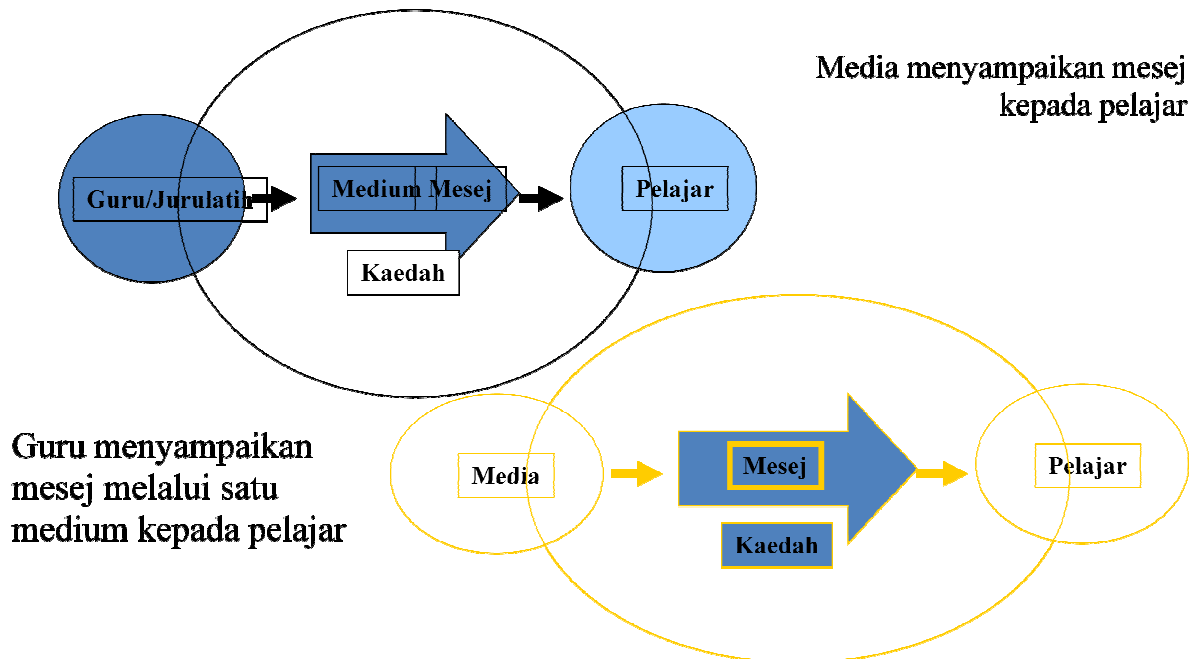 Media menyampaikan mesej
kepada pelajar
Guru/Jurulatih
Medium
Mesej
Pelajar
Kaedah
Guru menyampaikan
mesej melalui satu
medium kepada pelajar
Media
Mesej
Pelajar
Kaedah